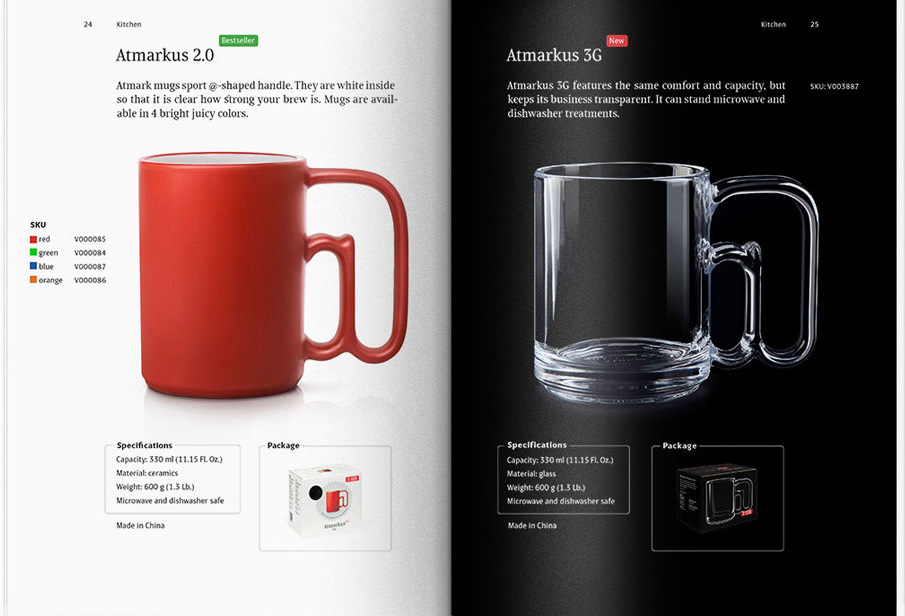 24
Kitchen
Bestseller
Atmarkus 2.0
Atmark mugs sport @-shaped handle. They are white inside
so that it is clear how strong your brew is. Mugs are avail-
able in 4 bright juicy colors.
SKU
red V000085
green V000084
blue V000087
orange V000086
Specifications
Capacity: 330 ml (11.15 Fl. Oz.)
Material: ceramics
Weight: 600 g (1.3 Lb.)
Microwave and dishwasher safe
Made in China
Package
Atmarkus
Kitchen
25
New
Atmarkus 3G
Atmarkus 3G features the same comfort and capacity, but
keeps its business transparent. It can stand microwave and
dishwasher treatments.
SKU: V003887
Specifications
Capacity: 330 ml (11.15 Fl. Oz.)
Material: glass
Weight: 600 g (1.3 Lb.)
Microwave and dishwasher safe
Made in China
Package